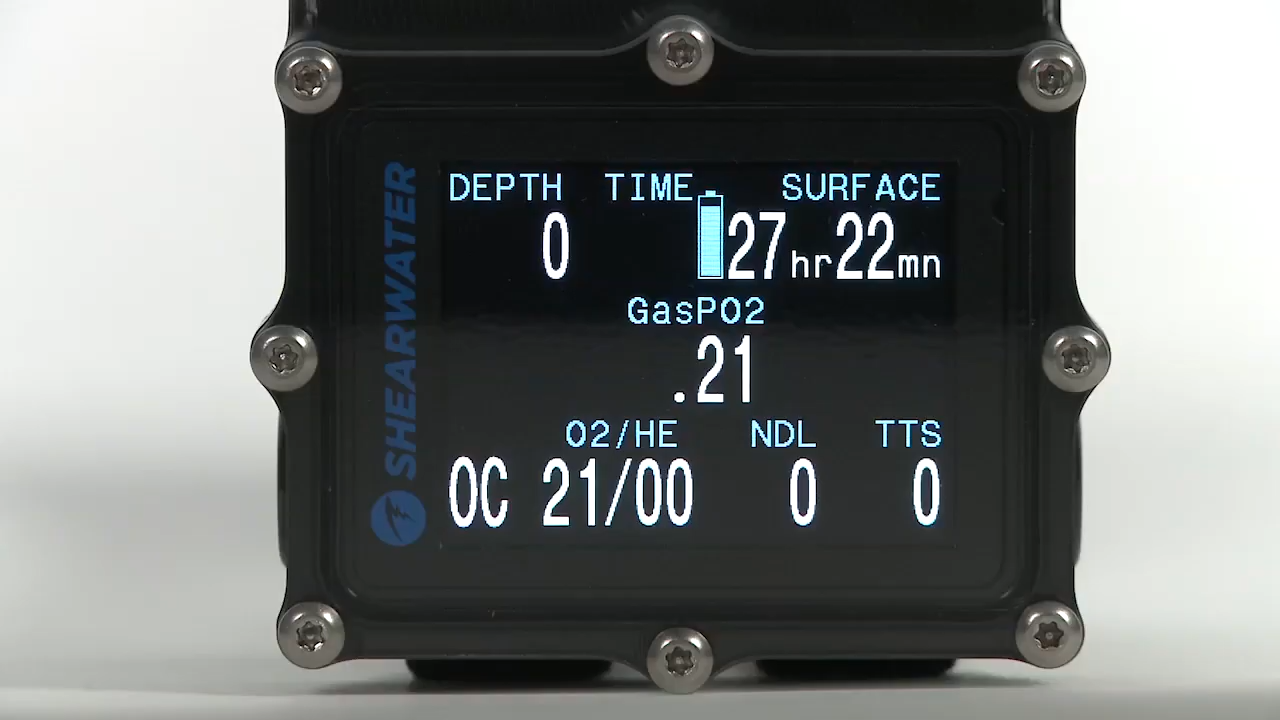 SHEARWATER
DEPTH TIME SURFACE
0 27hr22mn
GasPO2
.21
O2/HE NDL TTS
OC 21/00 0 0